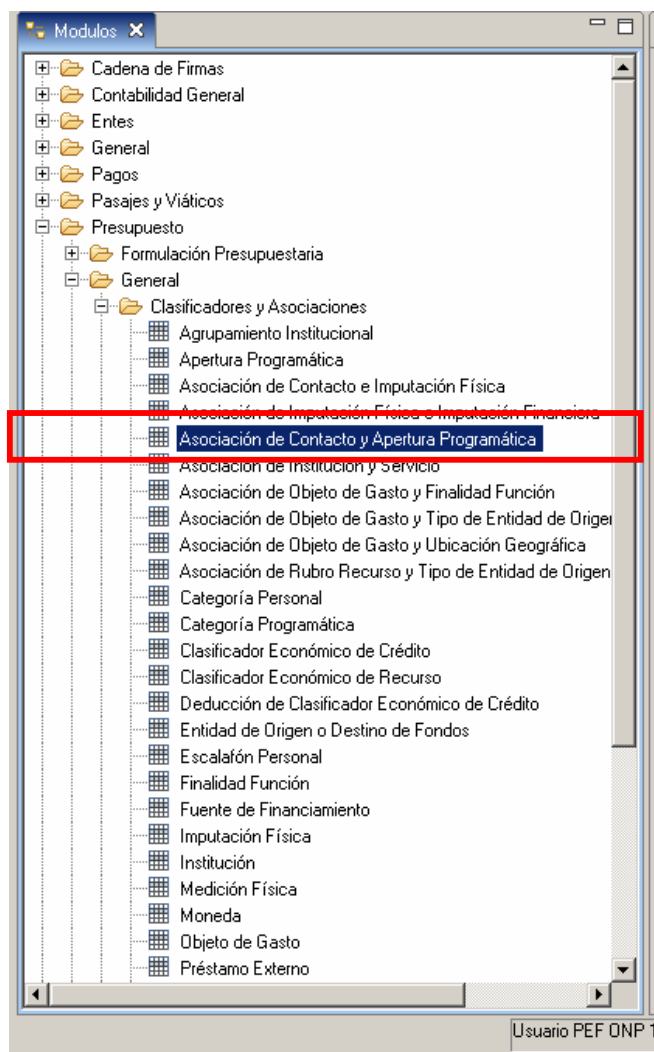 Modulos
Cadena de Firmas
Contabilidad General
Entes
General
Pagos
Pasajes y Viáticos
Presupuesto
Formulación Presupuestaria
General
Clasificadores y Asociaciones
Agrupamiento Institucional
Apertura Programática
Asociación de Contacto e Imputación Física
Asociación de Imputación Física e Imputación Financiera
Asociación de Contacto y Apertura Programática
Asociación de Institución y Servicio
Asociación de Objeto de Gasto y Finalidad Función
Asociación de Objeto de Gasto y Tipo de Entidad de Origen
Asociación de Objeto de Gasto y Ubicación Geográfica
Asociación de Rubro Recurso y Tipo de Entidad de Origen
Categoría Personal
Categoría Programática
Clasificador Económico de Crédito
Clasificador Económico de Recurso
Deducción de Clasificador Económico de Crédito
Entidad de Origen o Destino de Fondos
Escalafón Personal
Finalidad Función
Fuente de Financiamiento
Imputación Física
Institución
Medición Física
Moneda
Objeto de Gasto
Préstamo Externo
Usuario PEF ONP 1